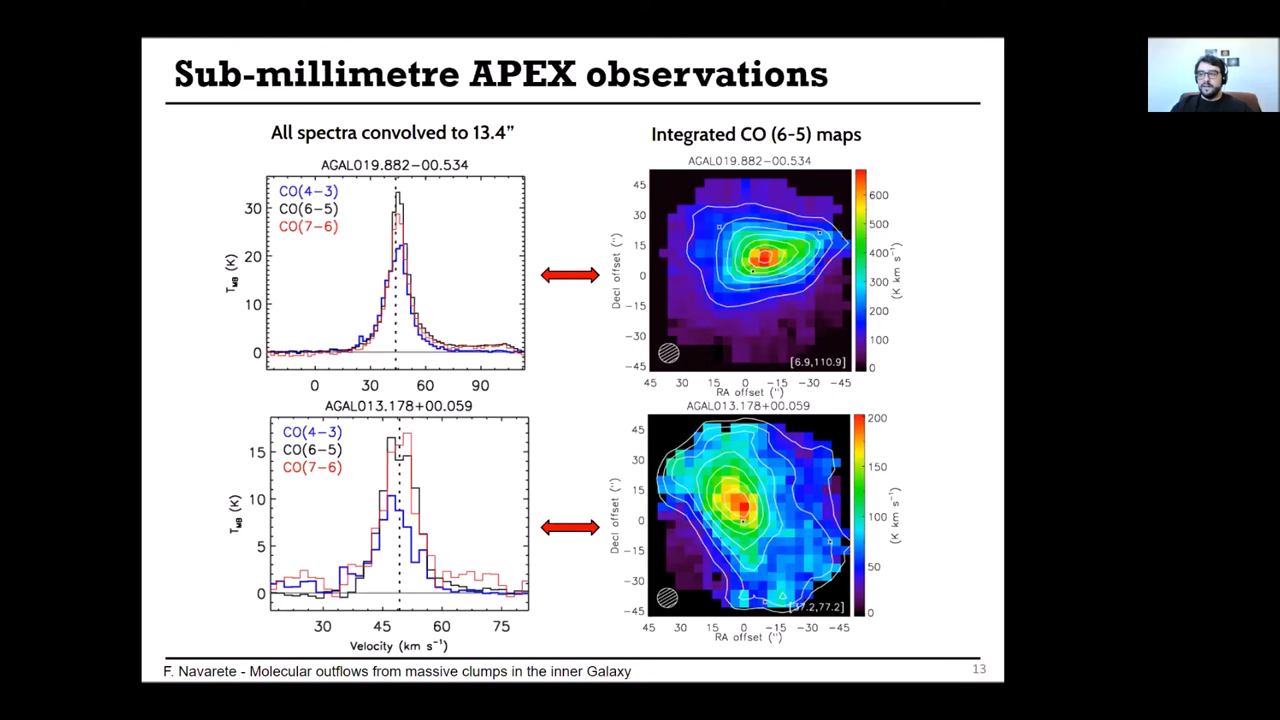 Sub-millimetre APEX observations
All spectra convolved to 13.4”
Integrated CO (6-5) maps
AGAL019.882−00.534
CO(4−3)
CO(6−5)
CO(7−6)
30
20
10
0
T_MB (K)
0 30 60 90
AGAL019.882−00.534
45
30
15
0
−15
−30
−45
Decl offset (")
[6.9,110.9]
45 30 15 0 −15 −30 −45
RA offset (")
600
500
400
300
200
100
0
(K km s⁻¹)
AGAL013.178+00.059
CO(4−3)
CO(6−5)
CO(7−6)
15
10
5
0
T_MB (K)
30 45 60 75
Velocity (km s⁻¹)
AGAL013.178+00.059
45
30
15
0
−15
−30
−45
Decl offset (")
45 30 15 0 −15 −30 −45
RA offset (")
200
150
100
50
0
(K km s⁻¹)
F. Navarete - Molecular outflows from massive clumps in the inner Galaxy
13